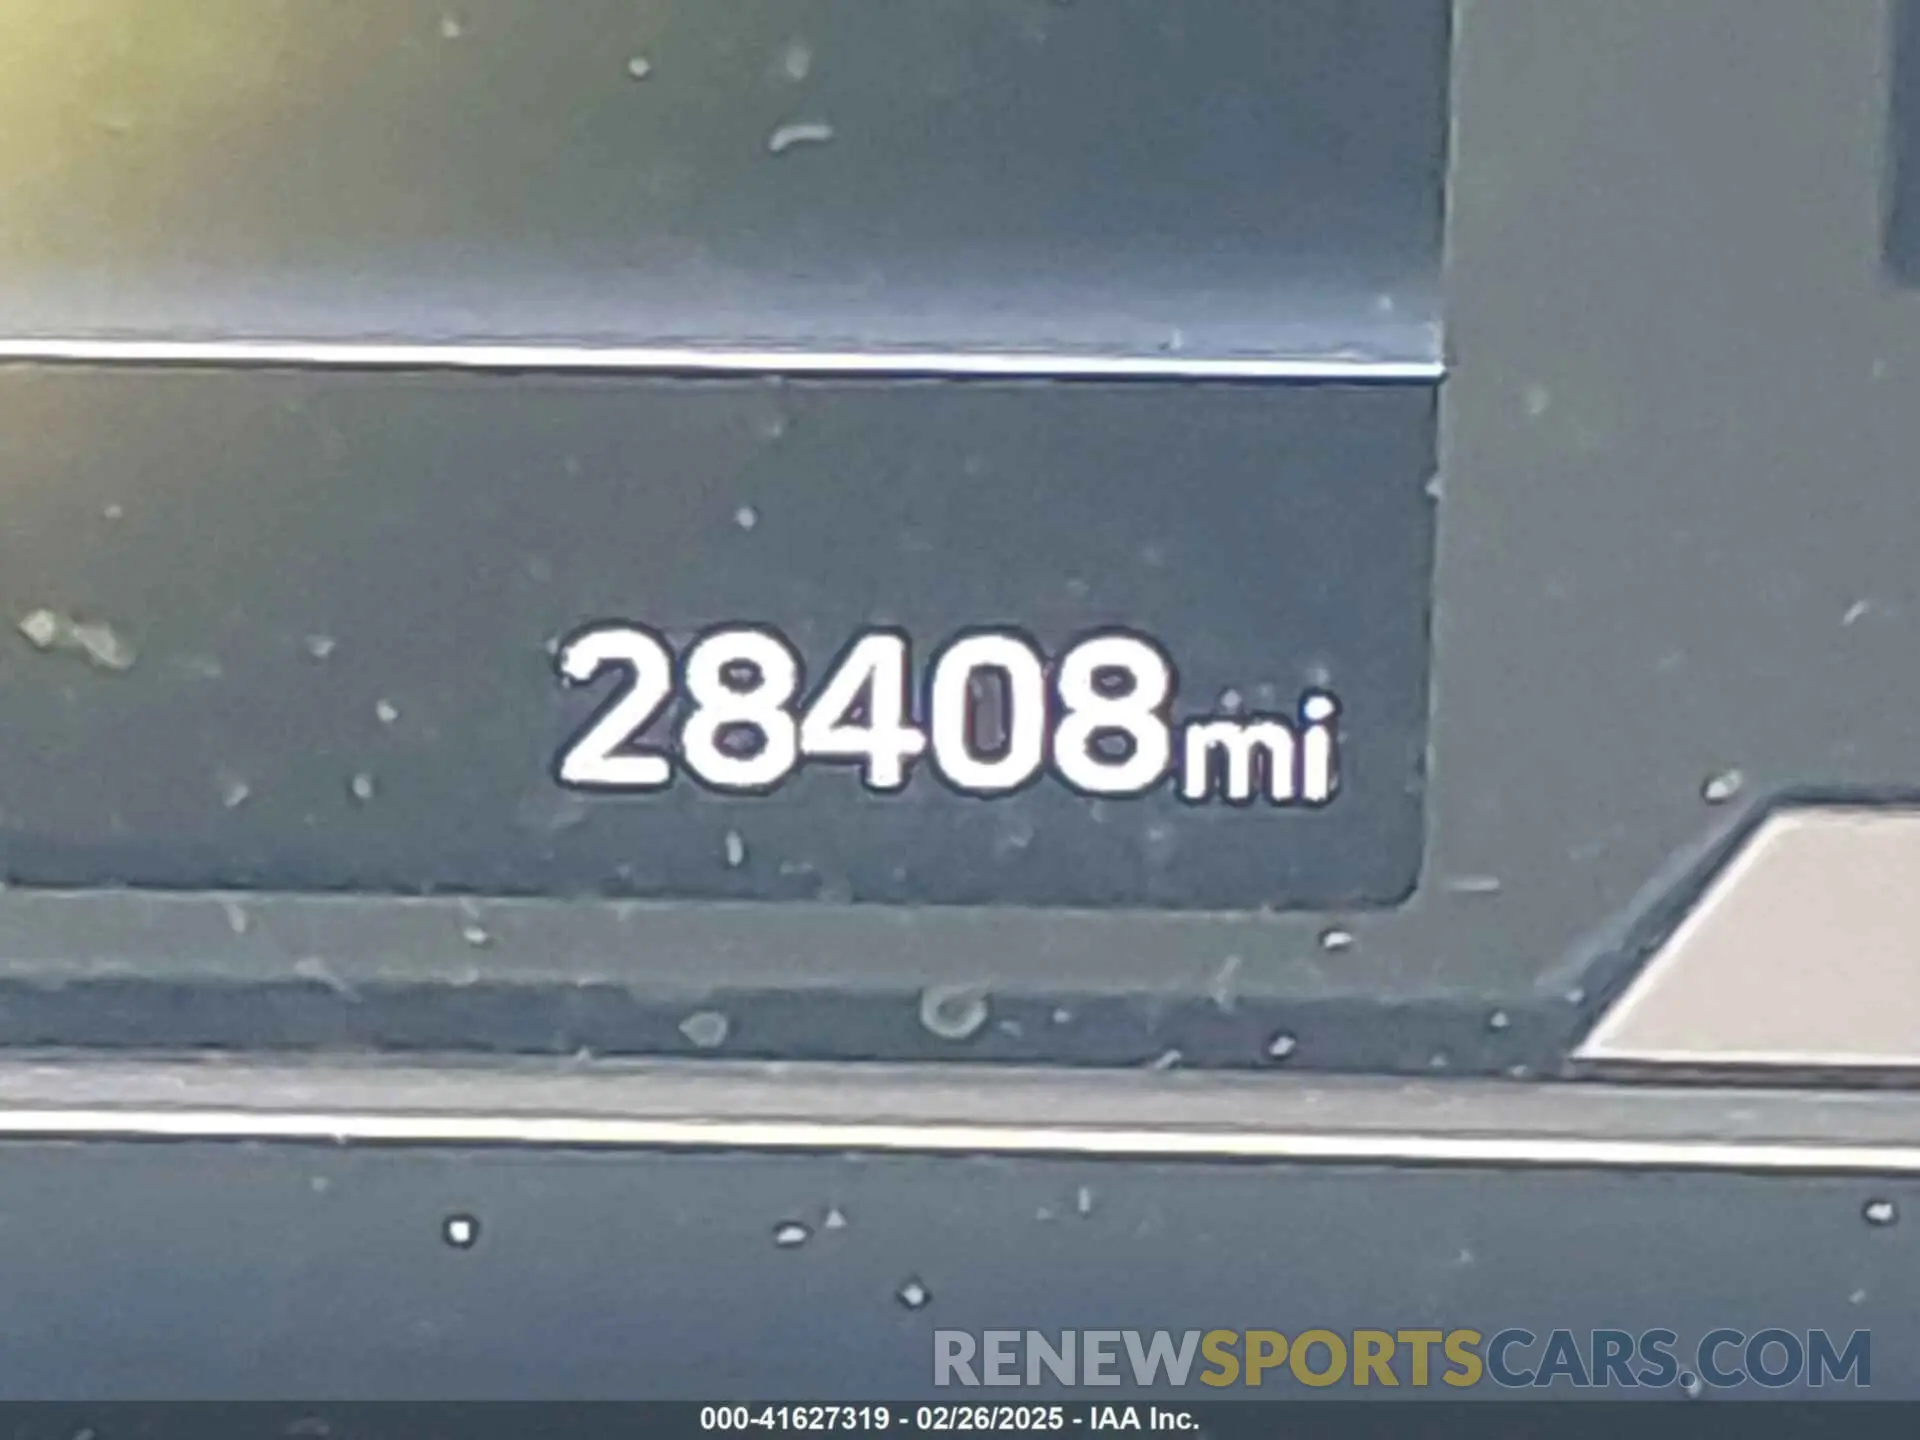 28408mi
RENEWSPORTSCARS.COM
000-41627319 - 02/26/2025 - IAA Inc.